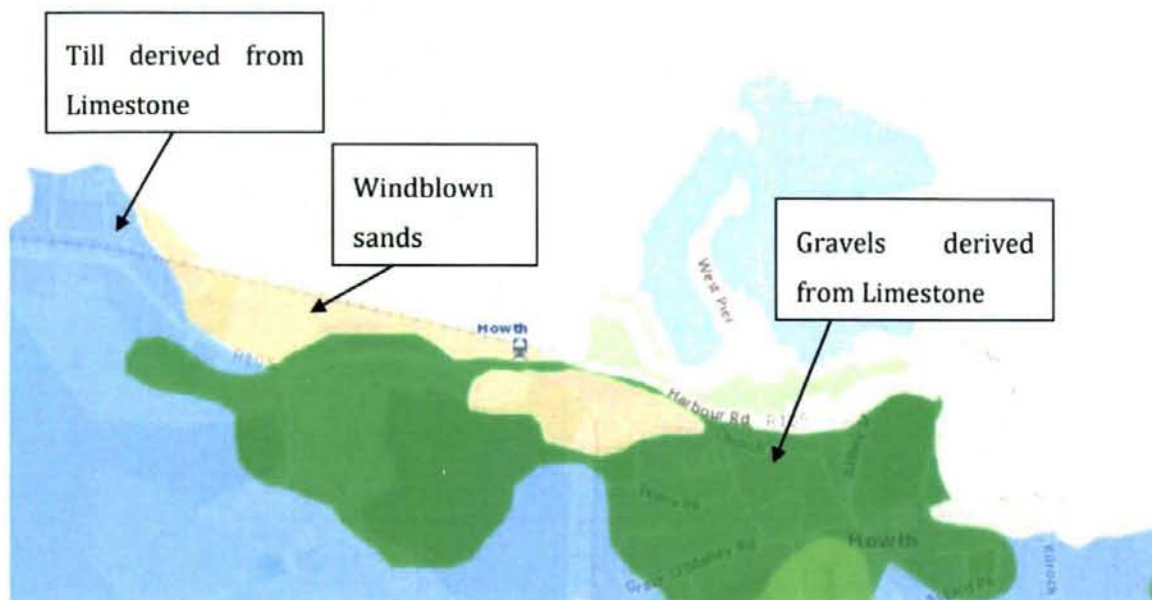 Till derived from
Limestone
Windblown
sands
Gravels derived
from Limestone
West Pier
Howth
Harbour Rd
Howth